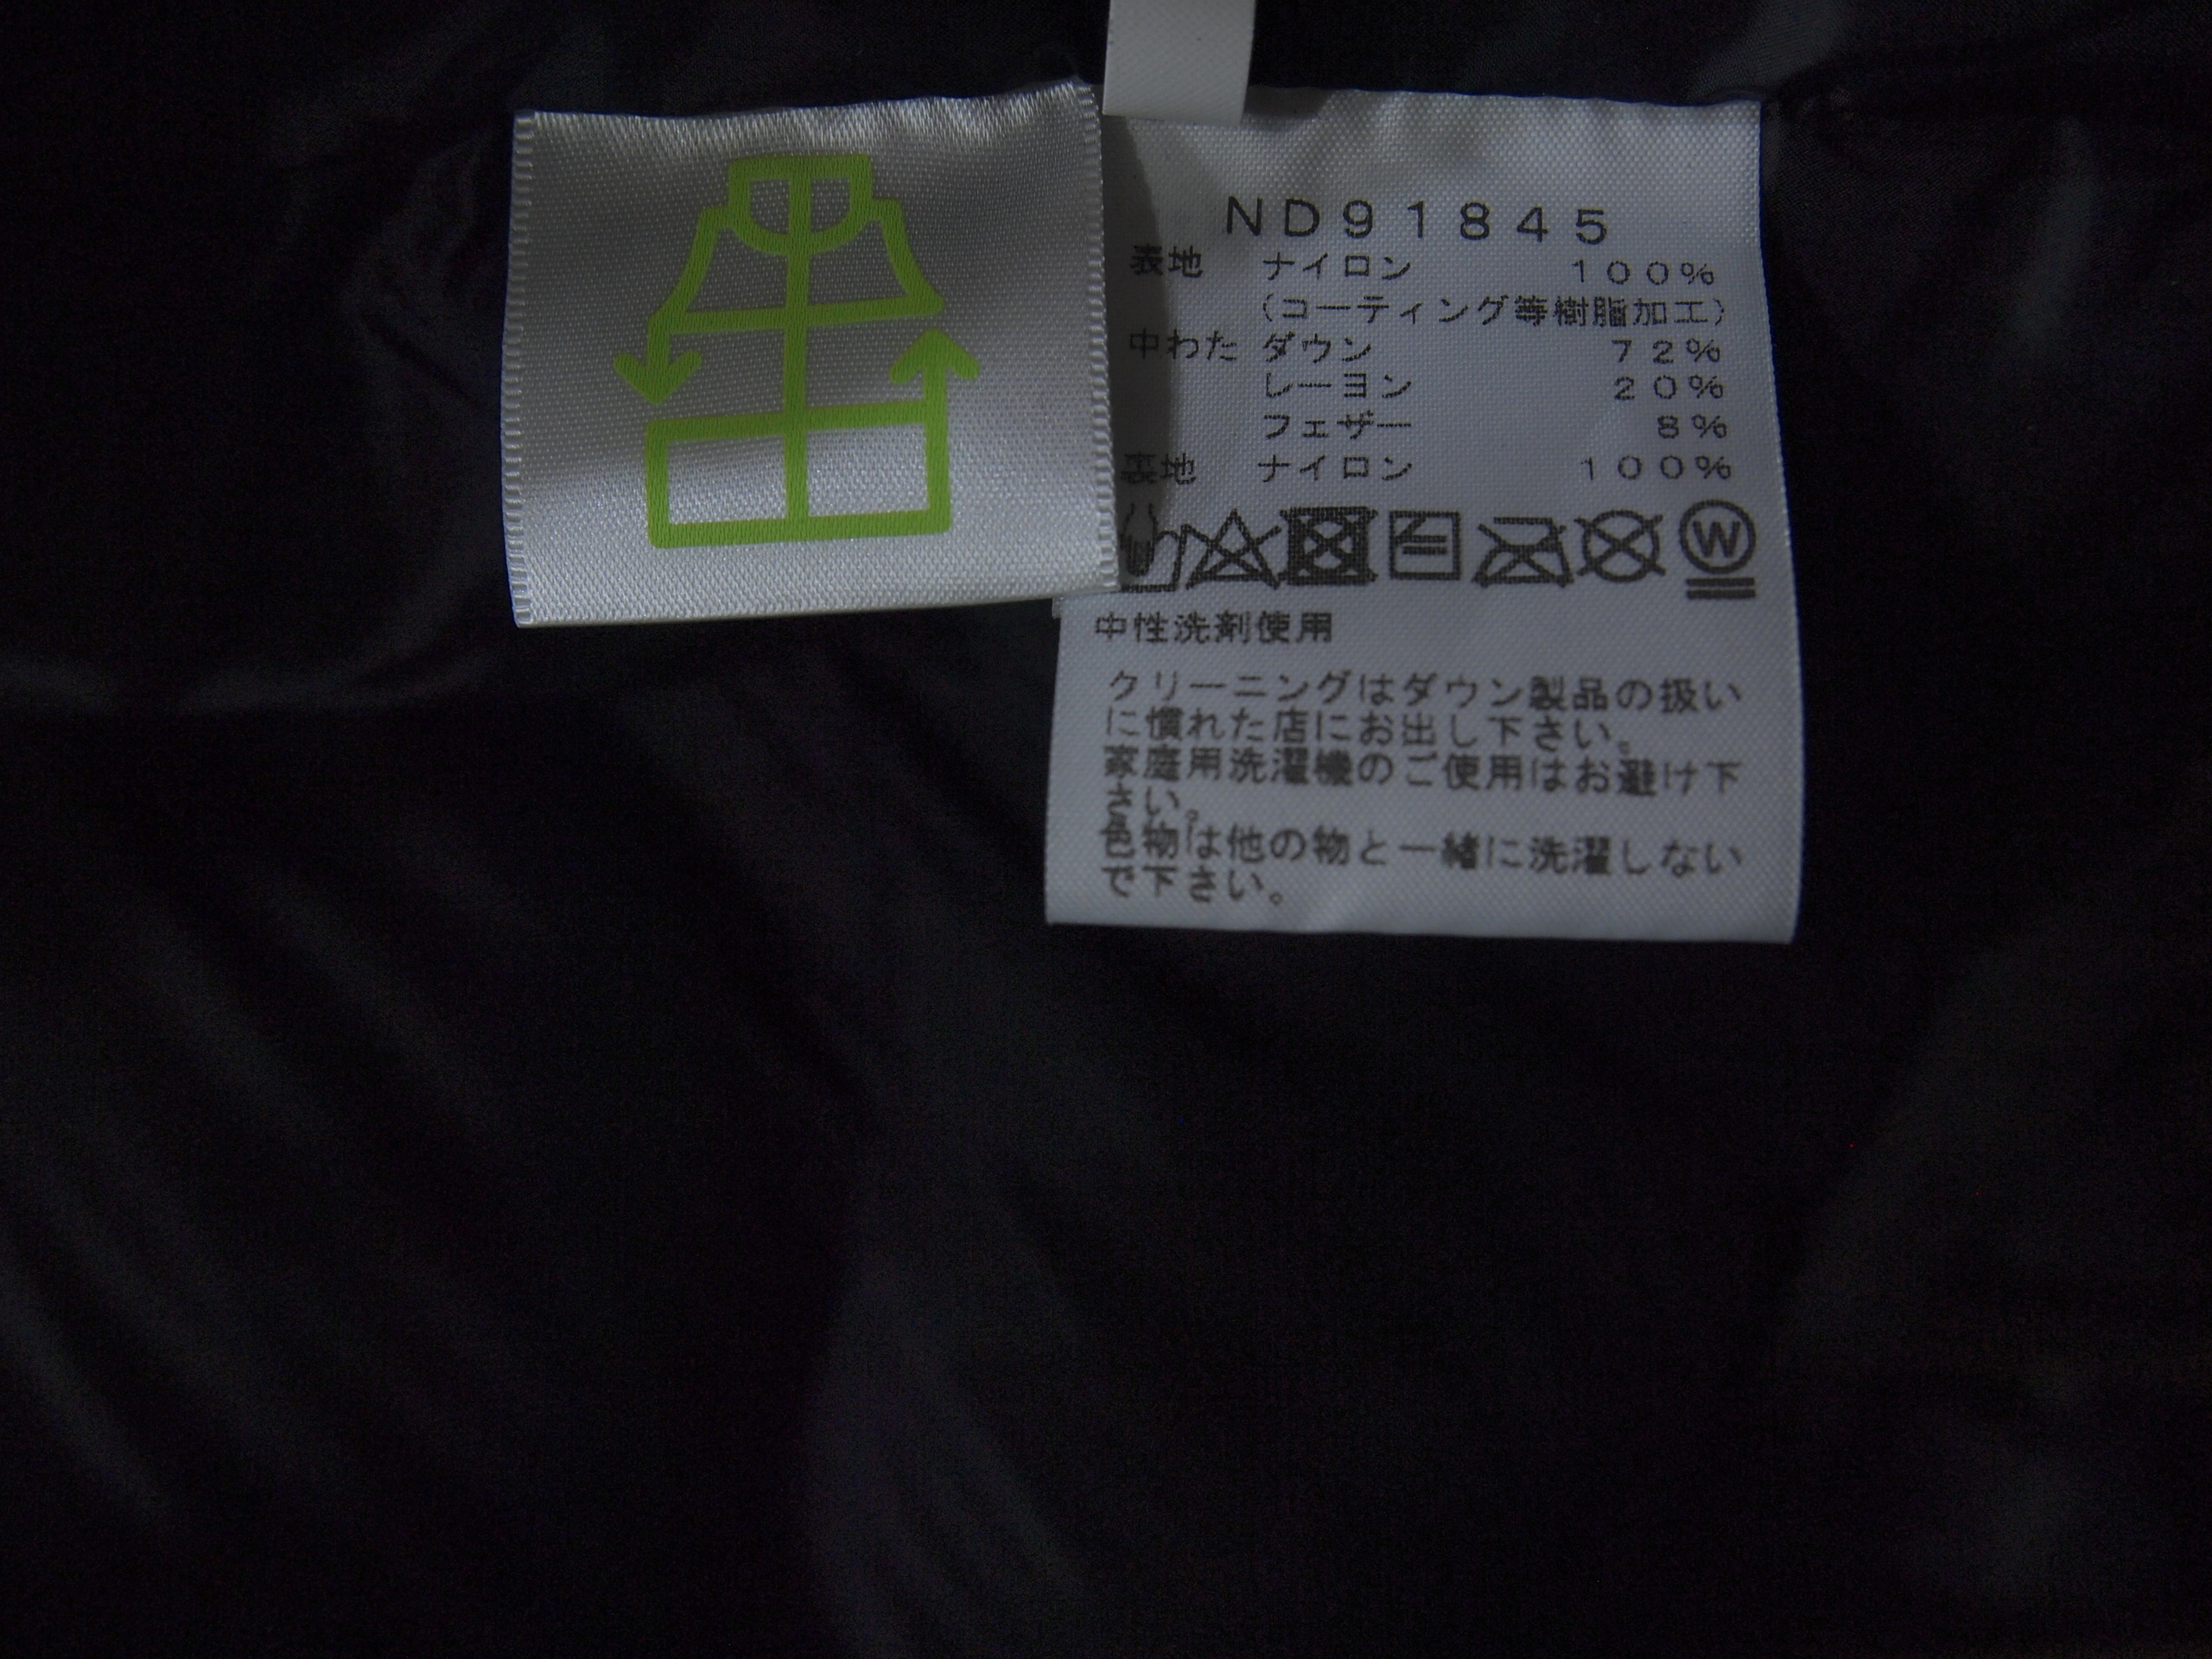 ND91845
表地 ナイロン 100%
(コーティング等樹脂加工)
中わた ダウン 72%
レーヨン 20%
フェザー 8%
裏地 ナイロン 100%
W
中性洗剤使用
クリーニングはダウン製品の扱い
に慣れた店にお出し下さい。
家庭用洗濯機のご使用はお避け下
さい。
色物は他の物と一緒に洗濯しない
で下さい。